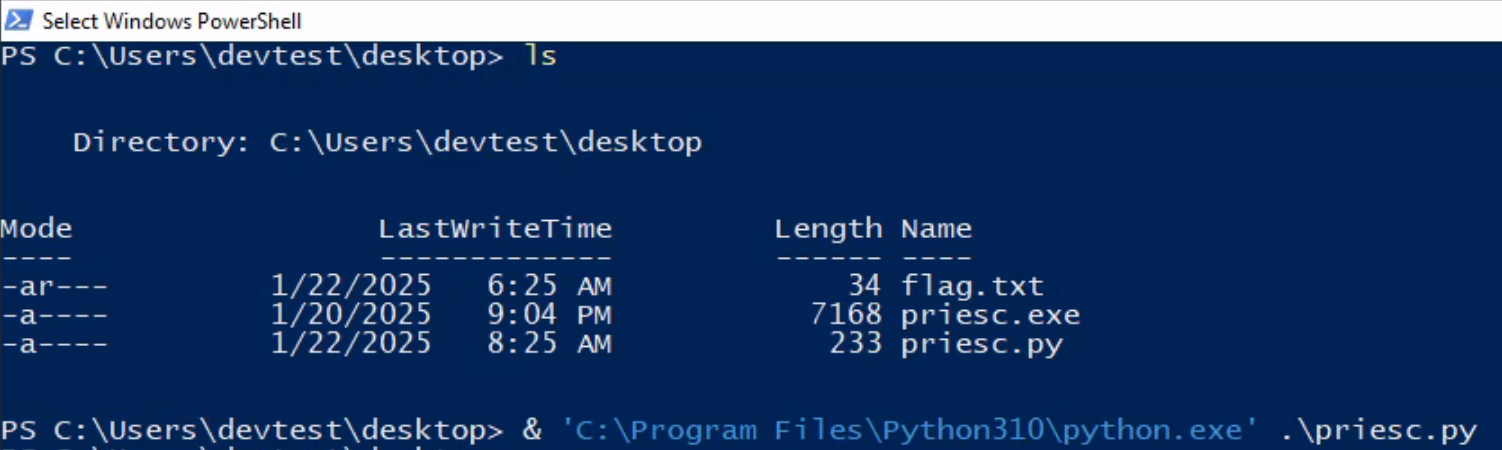 Select Windows PowerShell
PS C:\Users\devtest\desktop> ls
Directory: C:\Users\devtest\desktop
Mode LastWriteTime Length Name
---- ------------- ------ ----
-ar--- 1/22/2025 6:25 AM 34 flag.txt
-a---- 1/20/2025 9:04 PM 7168 priesc.exe
-a---- 1/22/2025 8:25 AM 233 priesc.py
PS C:\Users\devtest\desktop> & 'C:\Program Files\Python310\python.exe' .\priesc.py